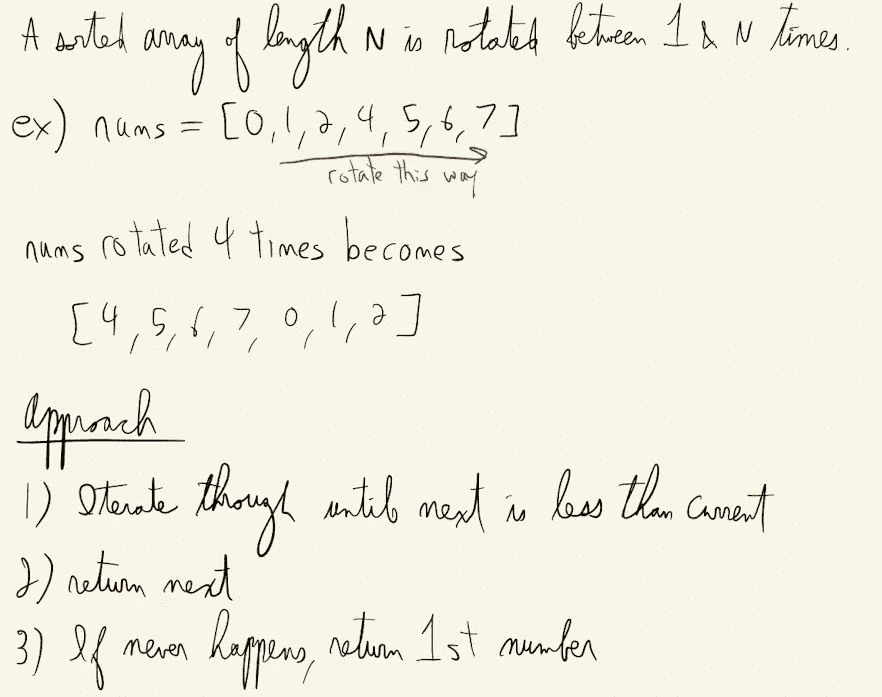 A sorted array of length N is rotated between 1 & N times.
ex) nums = [0,1,2,4,5,6,7]
rotate this way
nums rotated 4 times becomes
[4,5,6,7,0,1,2]
Approach
1) Iterate though until next is less than current
2) return next
3) If never happens, return 1st number